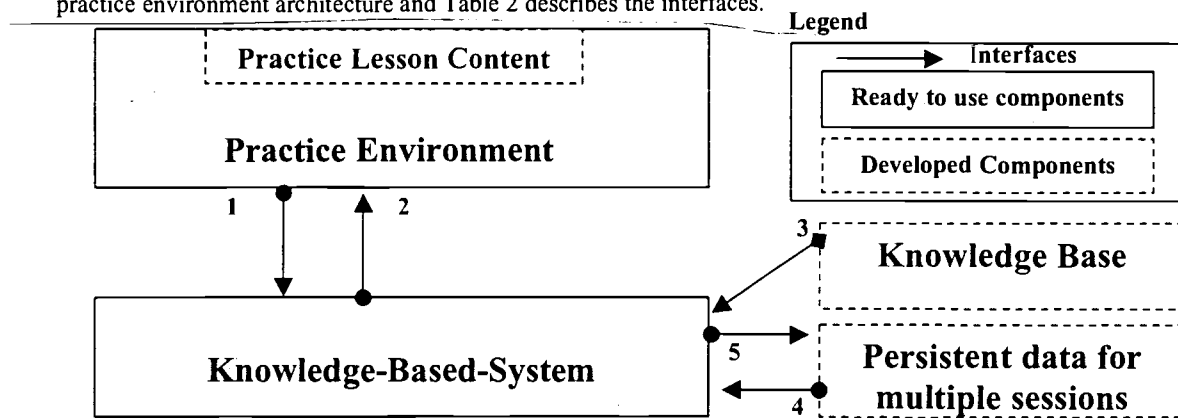 practice environment architecture and Table 2 describes the interfaces.
Legend
Interfaces
Ready to use components
Developed Components
Practice Lesson Content
Practice Environment
1
2
3
Knowledge Base
Knowledge-Based-System
5
Persistent data for
multiple sessions
4